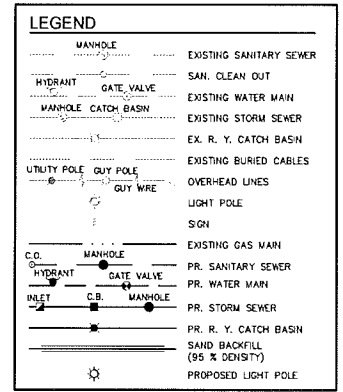 LEGEND
MANHOLE
EXISTING SANITARY SEWER
SAN. CLEAN OUT
HYDRANT GATE VALVE
EXISTING WATER MAIN
MANHOLE CATCH BASIN
EXISTING STORM SEWER
EX. R. Y. CATCH BASIN
EXISTING BURIED CABLES
UTILITY POLE GUY POLE
OVERHEAD LINES
GUY WIRE
LIGHT POLE
SIGN
EXISTING GAS MAIN
C.O. MANHOLE
PR. SANITARY SEWER
HYDRANT GATE VALVE
PR. WATER MAIN
INLET C.B. MANHOLE
PR. STORM SEWER
PR. R. Y. CATCH BASIN
SAND BACKFILL
(95 % DENSITY)
PROPOSED LIGHT POLE